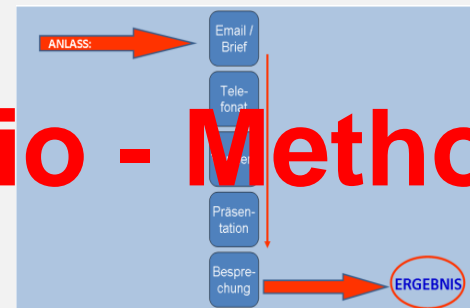 ANLASS:
Email /
Brief
Tele-
fonat
io - Metho
Präsen-
tation
Bespre-
chung
ERGEBNIS